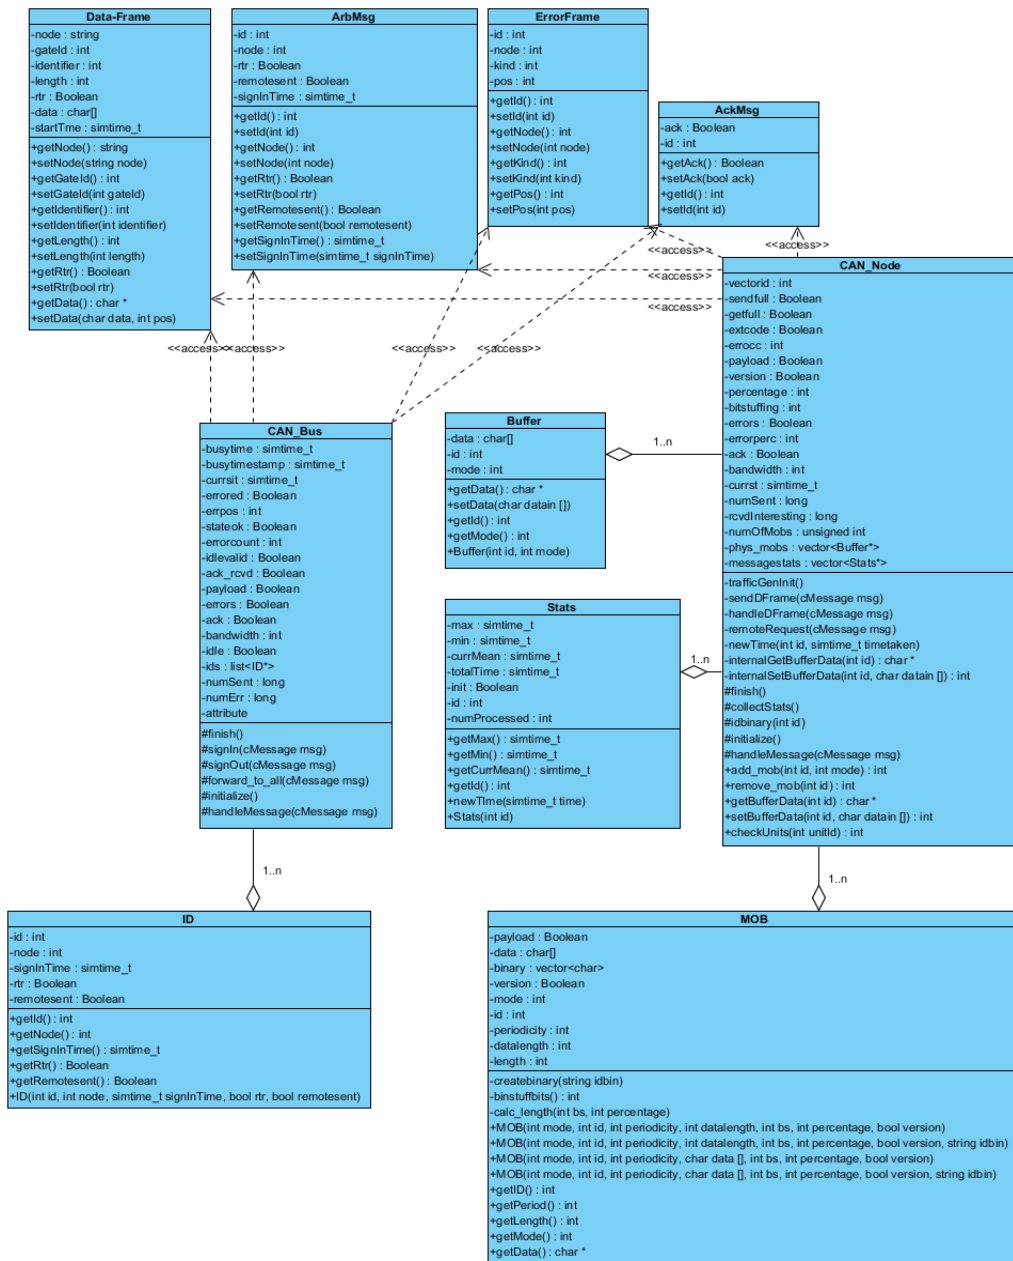 Data-Frame
-node : string
-gateId : int
-identifier : int
-length : int
-rtr : Boolean
-data : char[]
-startTme : simtime_t
+getNode() : string
+setNode(string node)
+getGateId() : int
+setGateId(int gateId)
+getIdentifier() : int
+setIdentifier(int identifier)
+getLength() : int
+setLength(int length)
+getRtr() : Boolean
+setRtr(bool rtr)
+getData() : char *
+setData(char data, int pos)
ArbMsg
-id : int
-node : int
-rtr : Boolean
-remotesent : Boolean
-signInTime : simtime_t
+getId() : int
+setId(int id)
+getNode() : int
+setNode(int node)
+getRtr() : Boolean
+setRtr(bool rtr)
+getRemotesent() : Boolean
+setRemotesent(bool remotesent)
+getSignInTime() : simtime_t
+setSignInTime(simtime_t signInTime)
ErrorFrame
-id : int
-node : int
-kind : int
-pos : int
+getId() : int
+setId(int id)
+getNode() : int
+setNode(int node)
+getKind() : int
+setKind(int kind)
+getPos() : int
+setPos(int pos)
AckMsg
-ack : Boolean
-id : int
+getAck() : Boolean
+setAck(bool ack)
+getId() : int
+setId(int id)
<<access>>
<<access>>
<<access>>
<<access>>
<<access>>
<<access>>
<<access>>
<<access>>
CAN_Node
-vectorid : int
-sendfull : Boolean
-getfull : Boolean
-extcode : Boolean
-errocc : int
-payload : Boolean
-version : Boolean
-percentage : int
-bitstuffing : int
-errors : Boolean
-errorperc : int
-ack : Boolean
-bandwidth : int
-currst : simtime_t
-numSent : long
-rcvdInteresting : long
-numOfMobs : unsigned int
-phys_mobs : vector<Buffer*>
-messagestats : vector<Stats*>
-trafficGenInit()
-sendDFrame(cMessage msg)
-handleDFrame(cMessage msg)
-remoteRequest(cMessage msg)
-newTime(int id, simtime_t timetaken)
-internalGetBufferData(int id) : char *
-internalSetBufferData(int id, char datain []) : int
#finish()
#collectStats()
#idbinary(int id)
#initialize()
#handleMessage(cMessage msg)
+add_mob(int id, int mode) : int
+remove_mob(int id) : int
+getBufferData(int id) : char *
+setBufferData(int id, char datain []) : int
+checkUnits(int unitId) : int
CAN_Bus
-busytime : simtime_t
-busytimestamp : simtime_t
-currsit : simtime_t
-errored : Boolean
-errpos : int
-stateok : Boolean
-errorcount : int
-idlevalid : Boolean
-ack_rcvd : Boolean
-payload : Boolean
-errors : Boolean
-ack : Boolean
-bandwidth : int
-idle : Boolean
-ids : list<ID*>
-numSent : long
-numErr : long
-attribute
#finish()
#signIn(cMessage msg)
#signOut(cMessage msg)
#forward_to_all(cMessage msg)
#initialize()
#handleMessage(cMessage msg)
Buffer
-data : char[]
-id : int
-mode : int
+getData() : char *
+setData(char datain [])
+getId() : int
+getMode() : int
+Buffer(int id, int mode)
1..n
Stats
-max : simtime_t
-min : simtime_t
-currMean : simtime_t
-totalTime : simtime_t
-init : Boolean
-id : int
-numProcessed : int
+getMax() : simtime_t
+getMin() : simtime_t
+getCurrMean() : simtime_t
+getId() : int
+newTIme(simtime_t time)
+Stats(int id)
1..n
1..n
1..n
ID
-id : int
-node : int
-signInTime : simtime_t
-rtr : Boolean
-remotesent : Boolean
+getId() : int
+getNode() : int
+getSignInTime() : simtime_t
+getRtr() : Boolean
+getRemotesent() : Boolean
+ID(int id, int node, simtime_t signInTime, bool rtr, bool remotesent)
MOB
-payload : Boolean
-data : char[]
-binary : vector<char>
-version : Boolean
-mode : int
-id : int
-periodicity : int
-datalength : int
-length : int
-createbinary(string idbin)
-binstuffbits() : int
-calc_length(int bs, int percentage)
+MOB(int mode, int id, int periodicity, int datalength, int bs, int percentage, bool version)
+MOB(int mode, int id, int periodicity, int datalength, int bs, int percentage, bool version, string idbin)
+MOB(int mode, int id, int periodicity, char data [], int bs, int percentage, bool version)
+MOB(int mode, int id, int periodicity, char data [], int bs, int percentage, bool version, string idbin)
+getID() : int
+getPeriod() : int
+getLength() : int
+getMode() : int
+getData() : char *